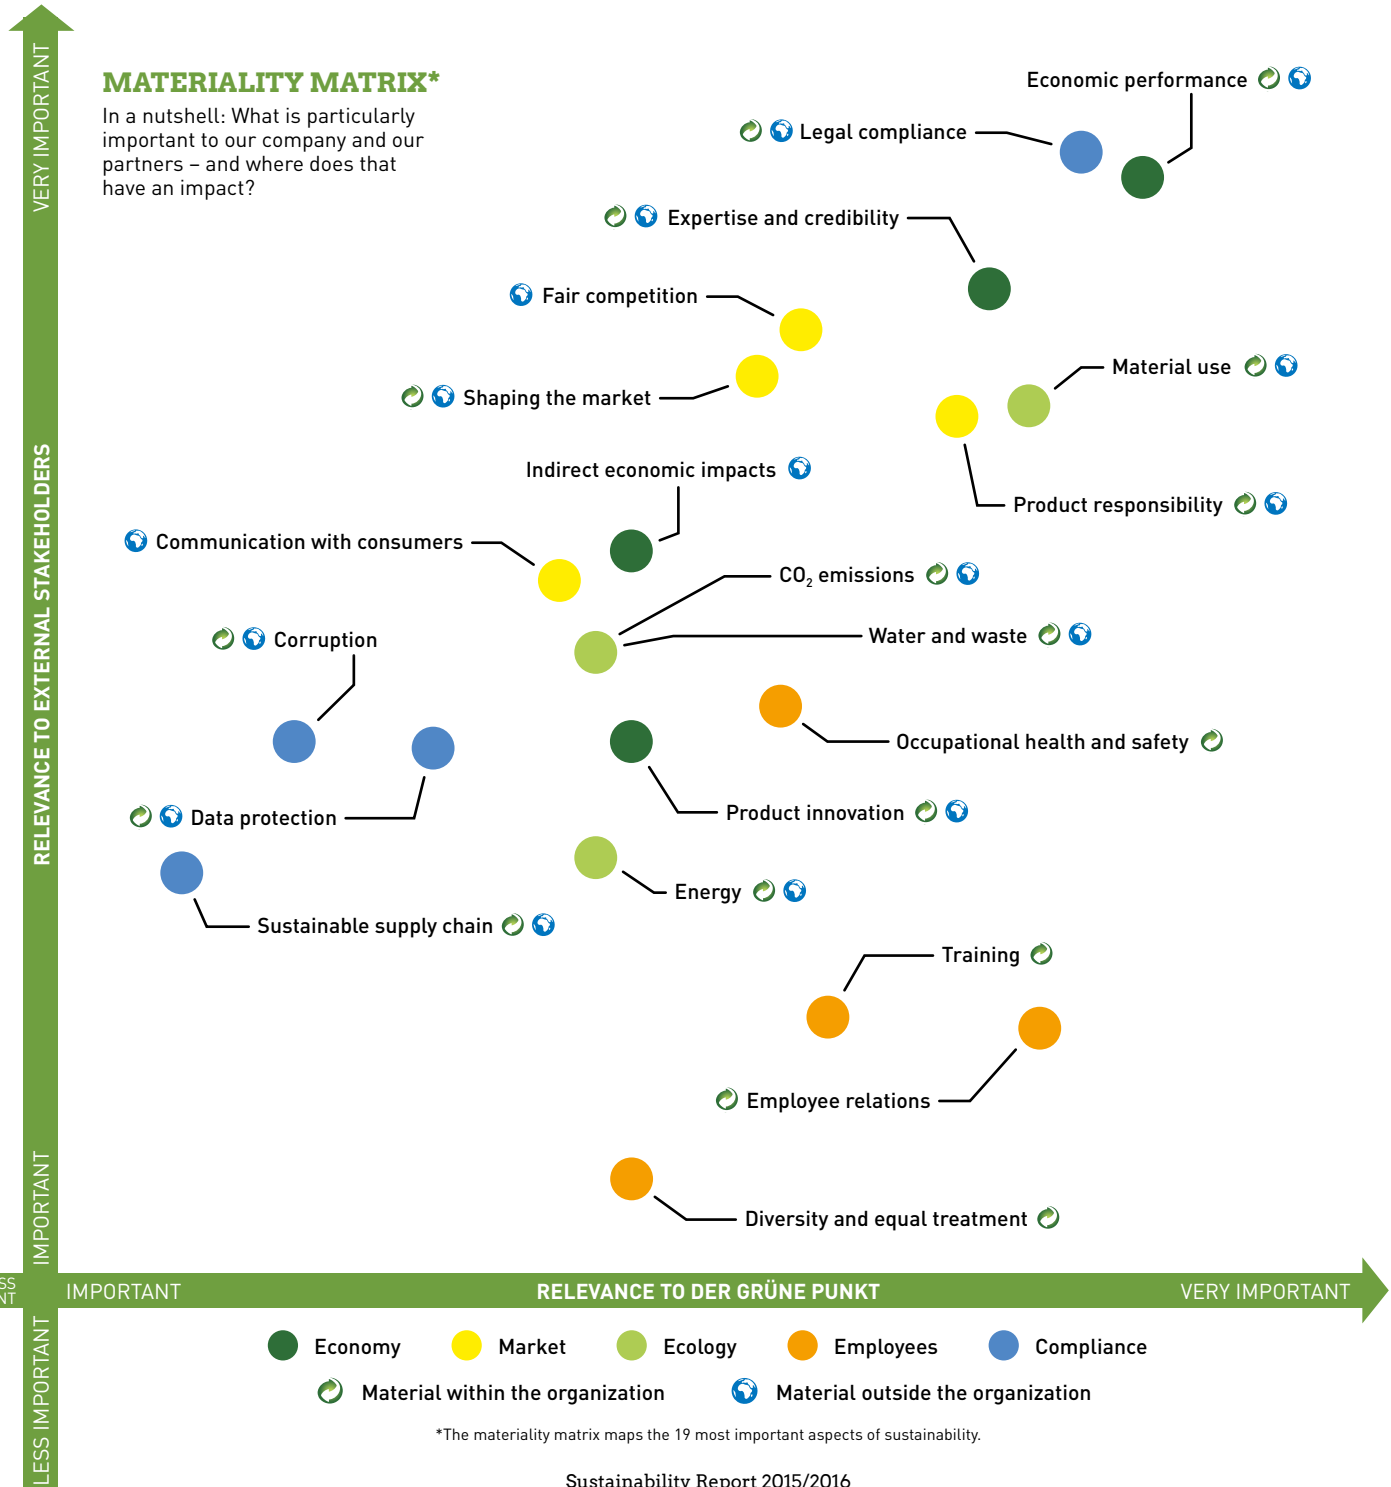 VERY IMPORTANT
MATERIALITY MATRIX*
In a nutshell: What is particularly
important to our company and our
partners – and where does that
have an impact?
Economic performance
Legal compliance
Expertise and credibility
Fair competition
Material use
Shaping the market
RELEVANCE TO EXTERNAL STAKEHOLDERS
Indirect economic impacts
Product responsibility
Communication with consumers
CO₂ emissions
Water and waste
Corruption
Occupational health and safety
Product innovation
Data protection
Energy
Sustainable supply chain
Training
Employee relations
IMPORTANT
Diversity and equal treatment
IMPORTANT
RELEVANCE TO DER GRÜNE PUNKT
VERY IMPORTANT
LESS IMPORTANT
Economy
Market
Ecology
Employees
Compliance
Material within the organization
Material outside the organization
*The materiality matrix maps the 19 most important aspects of sustainability.
Sustainability Report 2015/2016